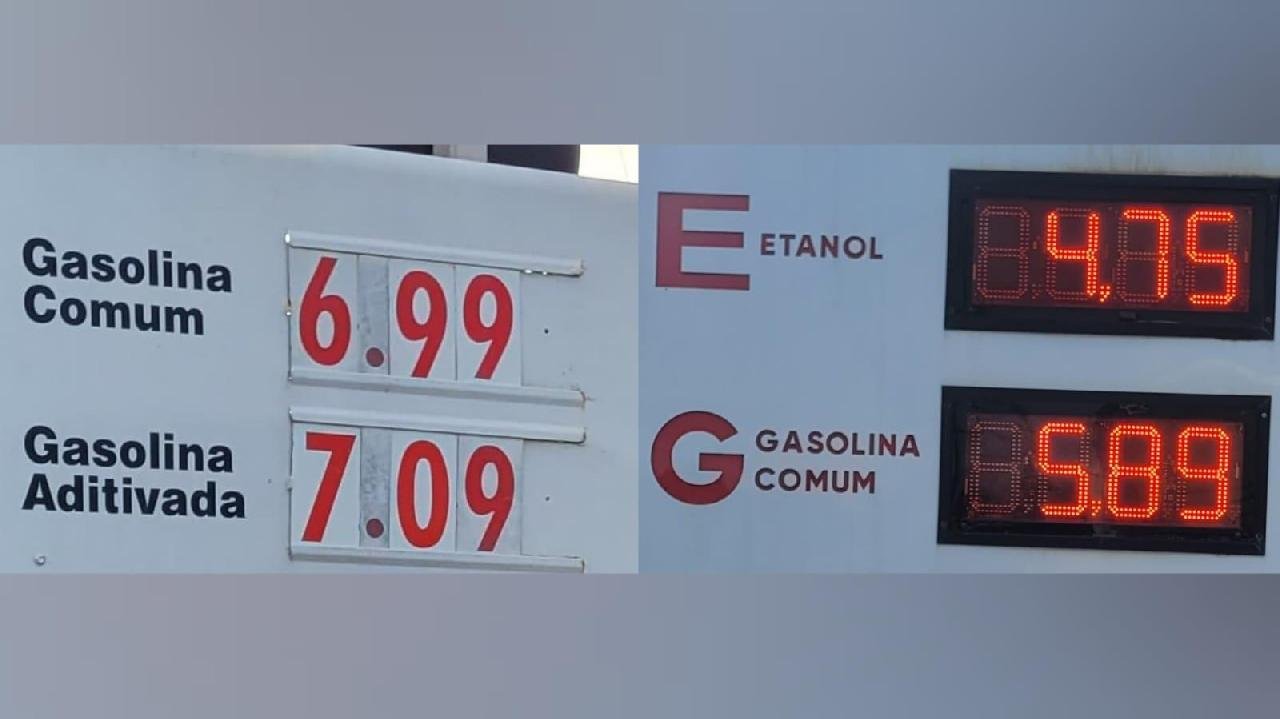 Gasolina
Comum
6.99
Gasolina
Aditivada
7.09
E ETANOL 4,75
G GASOLINA
COMUM
5,89